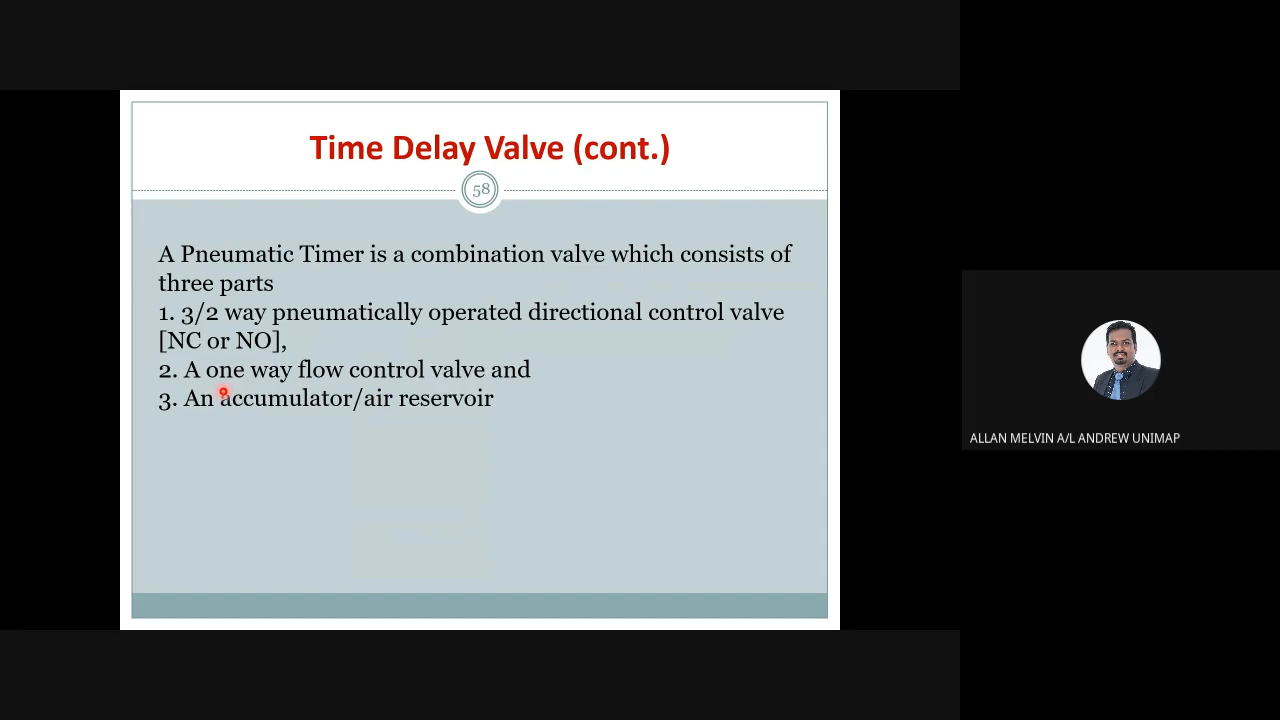 Time Delay Valve (cont.)
58
A Pneumatic Timer is a combination valve which consists of
three parts
1. 3/2 way pneumatically operated directional control valve
[NC or NO],
2. A one way flow control valve and
3. An accumulator/air reservoir
ALLAN MELVIN A/L ANDREW UNIMAP